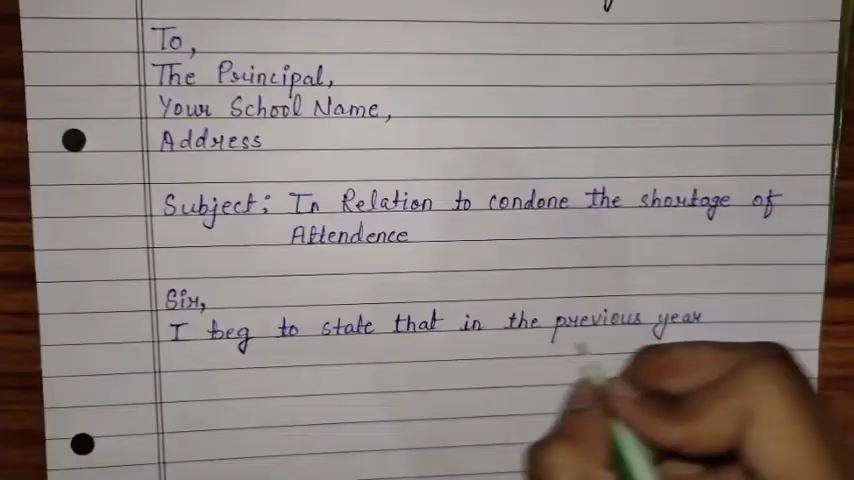 To,
The Principal,
Your School Name,
Address
Subject: In Relation to condone the shortage of
Attendence
Sir,
I beg to state that in the previous year